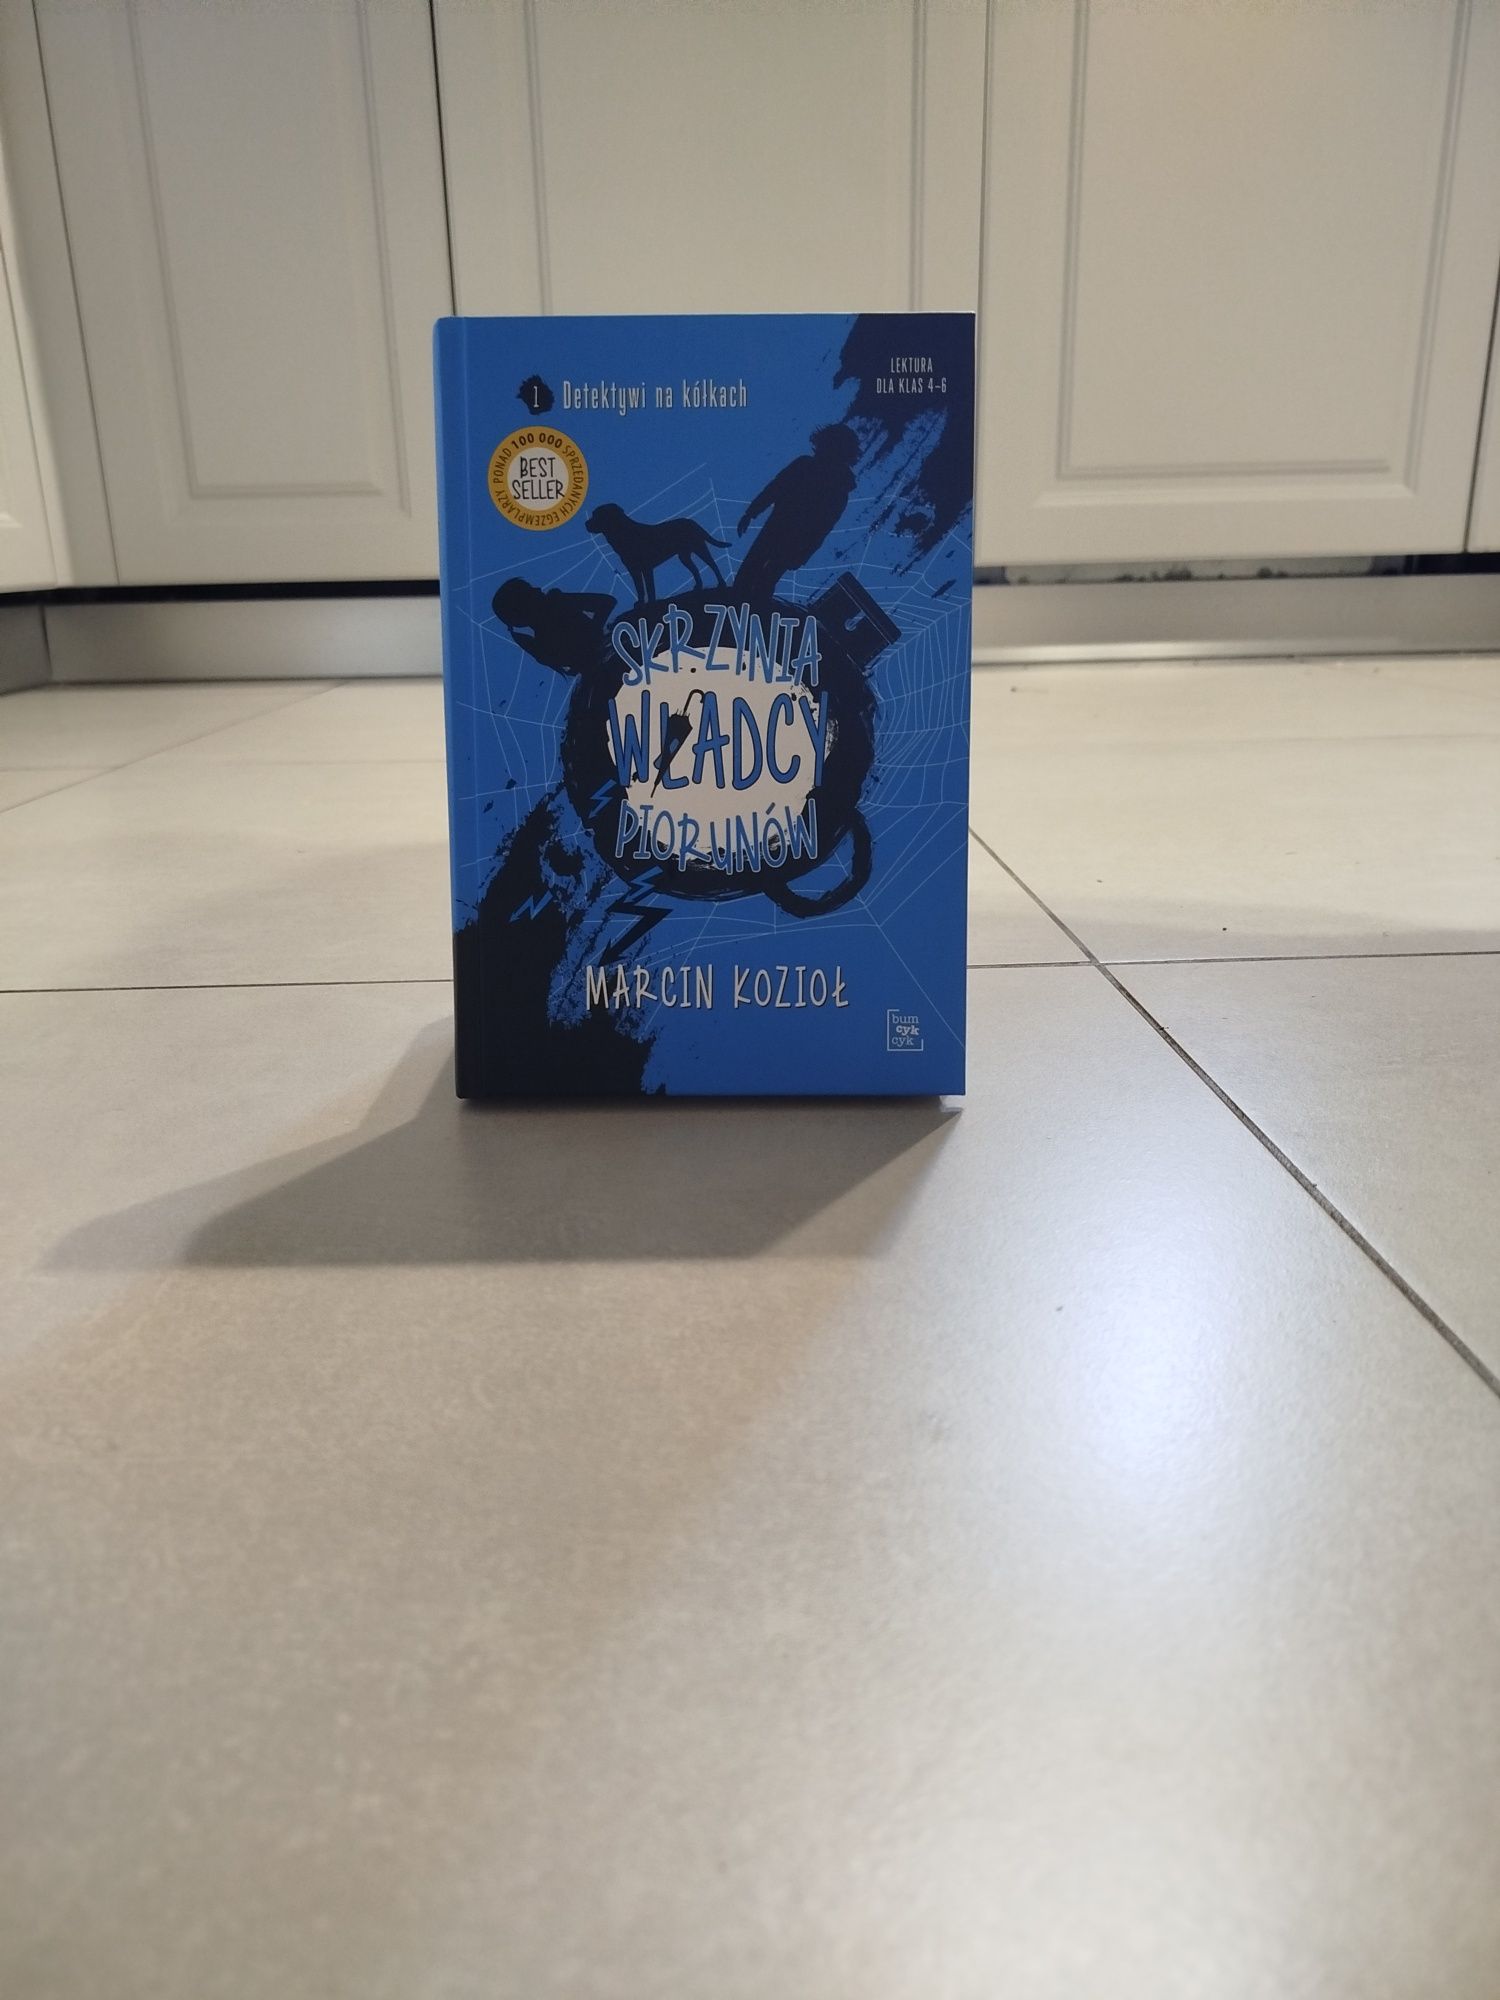 LEKTURA
DLA KLAS 4–6
1 Detektywi na kółkach
PONAD 100 000 SPRZEDANYCH EGZEMPLARZY
BEST
SELLER
SKRZYNIA
WŁADCY
PIORUNÓW
MARCIN KOZIOŁ
bum
cyk
cyk